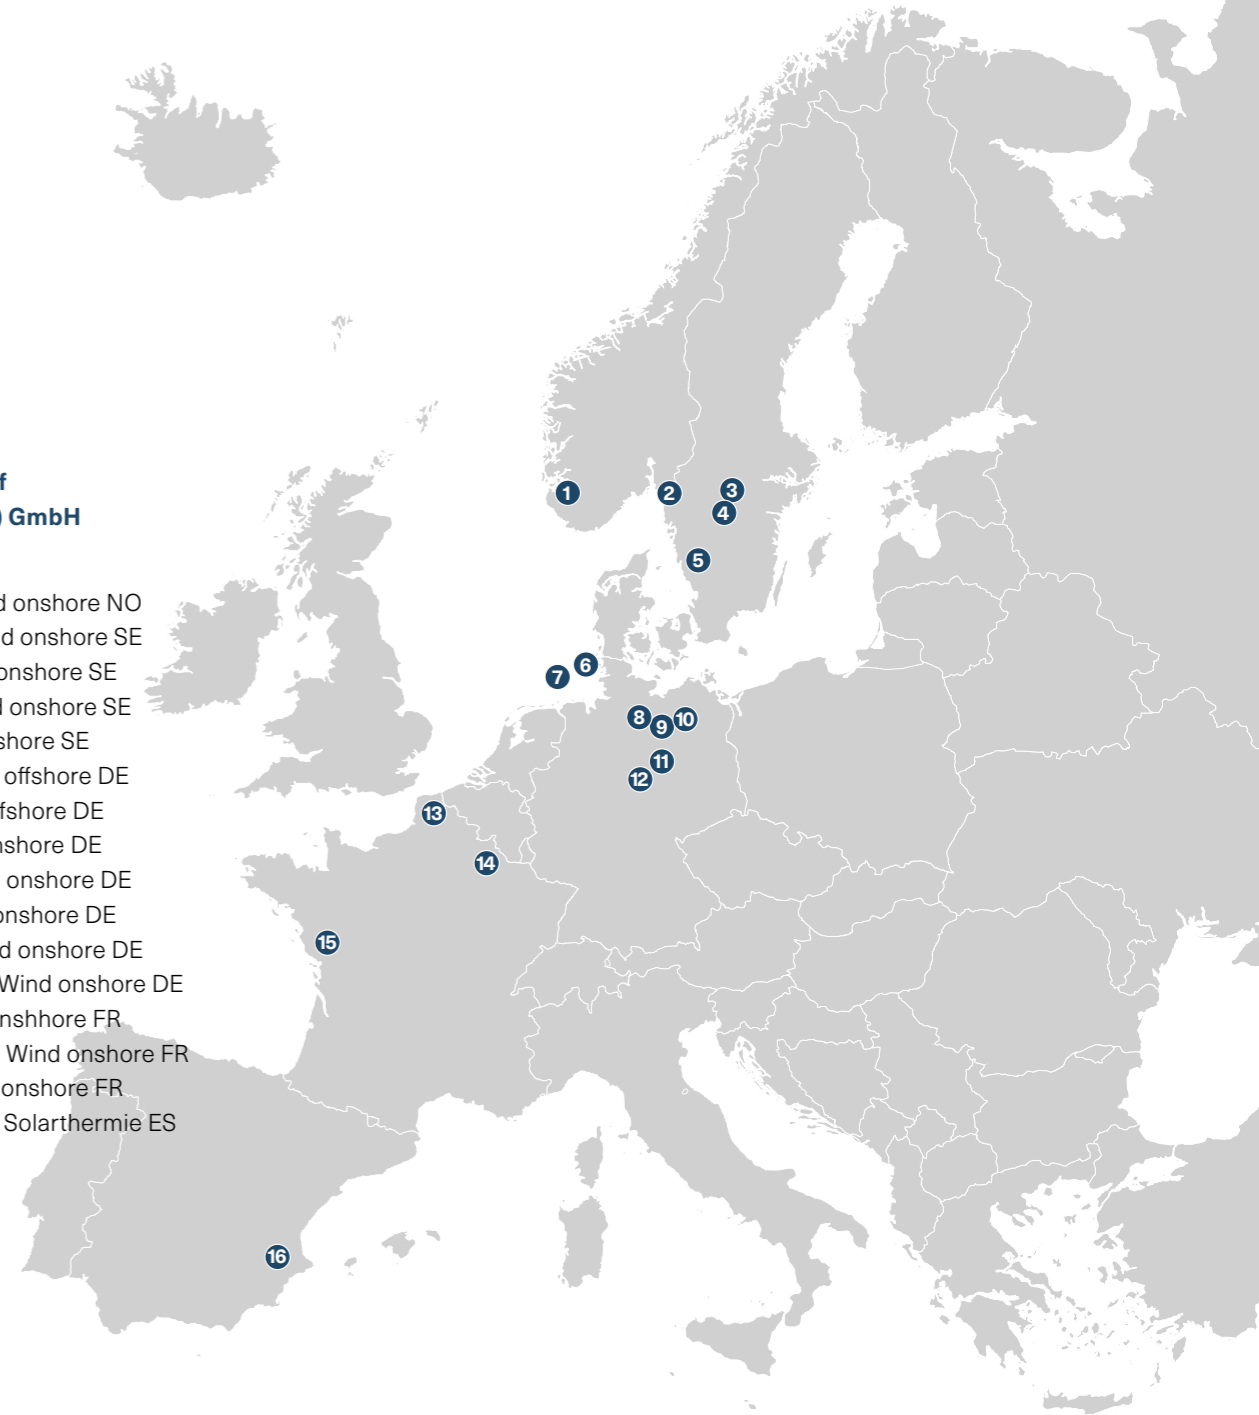 f
) GmbH
d onshore NO
d onshore SE
onshore SE
d onshore SE
shore SE
offshore DE
ffshore DE
nshore DE
onshore DE
onshore DE
d onshore DE
Wind onshore DE
nshhore FR
Wind onshore FR
onshore FR
Solarthermie ES
1
2
3
4
5
6
7
8
9
10
11
12
13
14
15
16